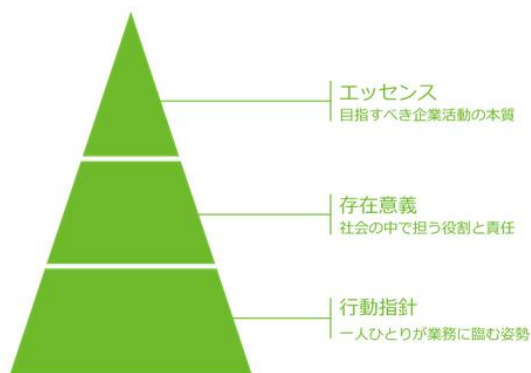 エッセンス
目指すべき企業活動の本質
存在意義
社会の中で担う役割と責任
行動指針
一人ひとりが業務に臨む姿勢